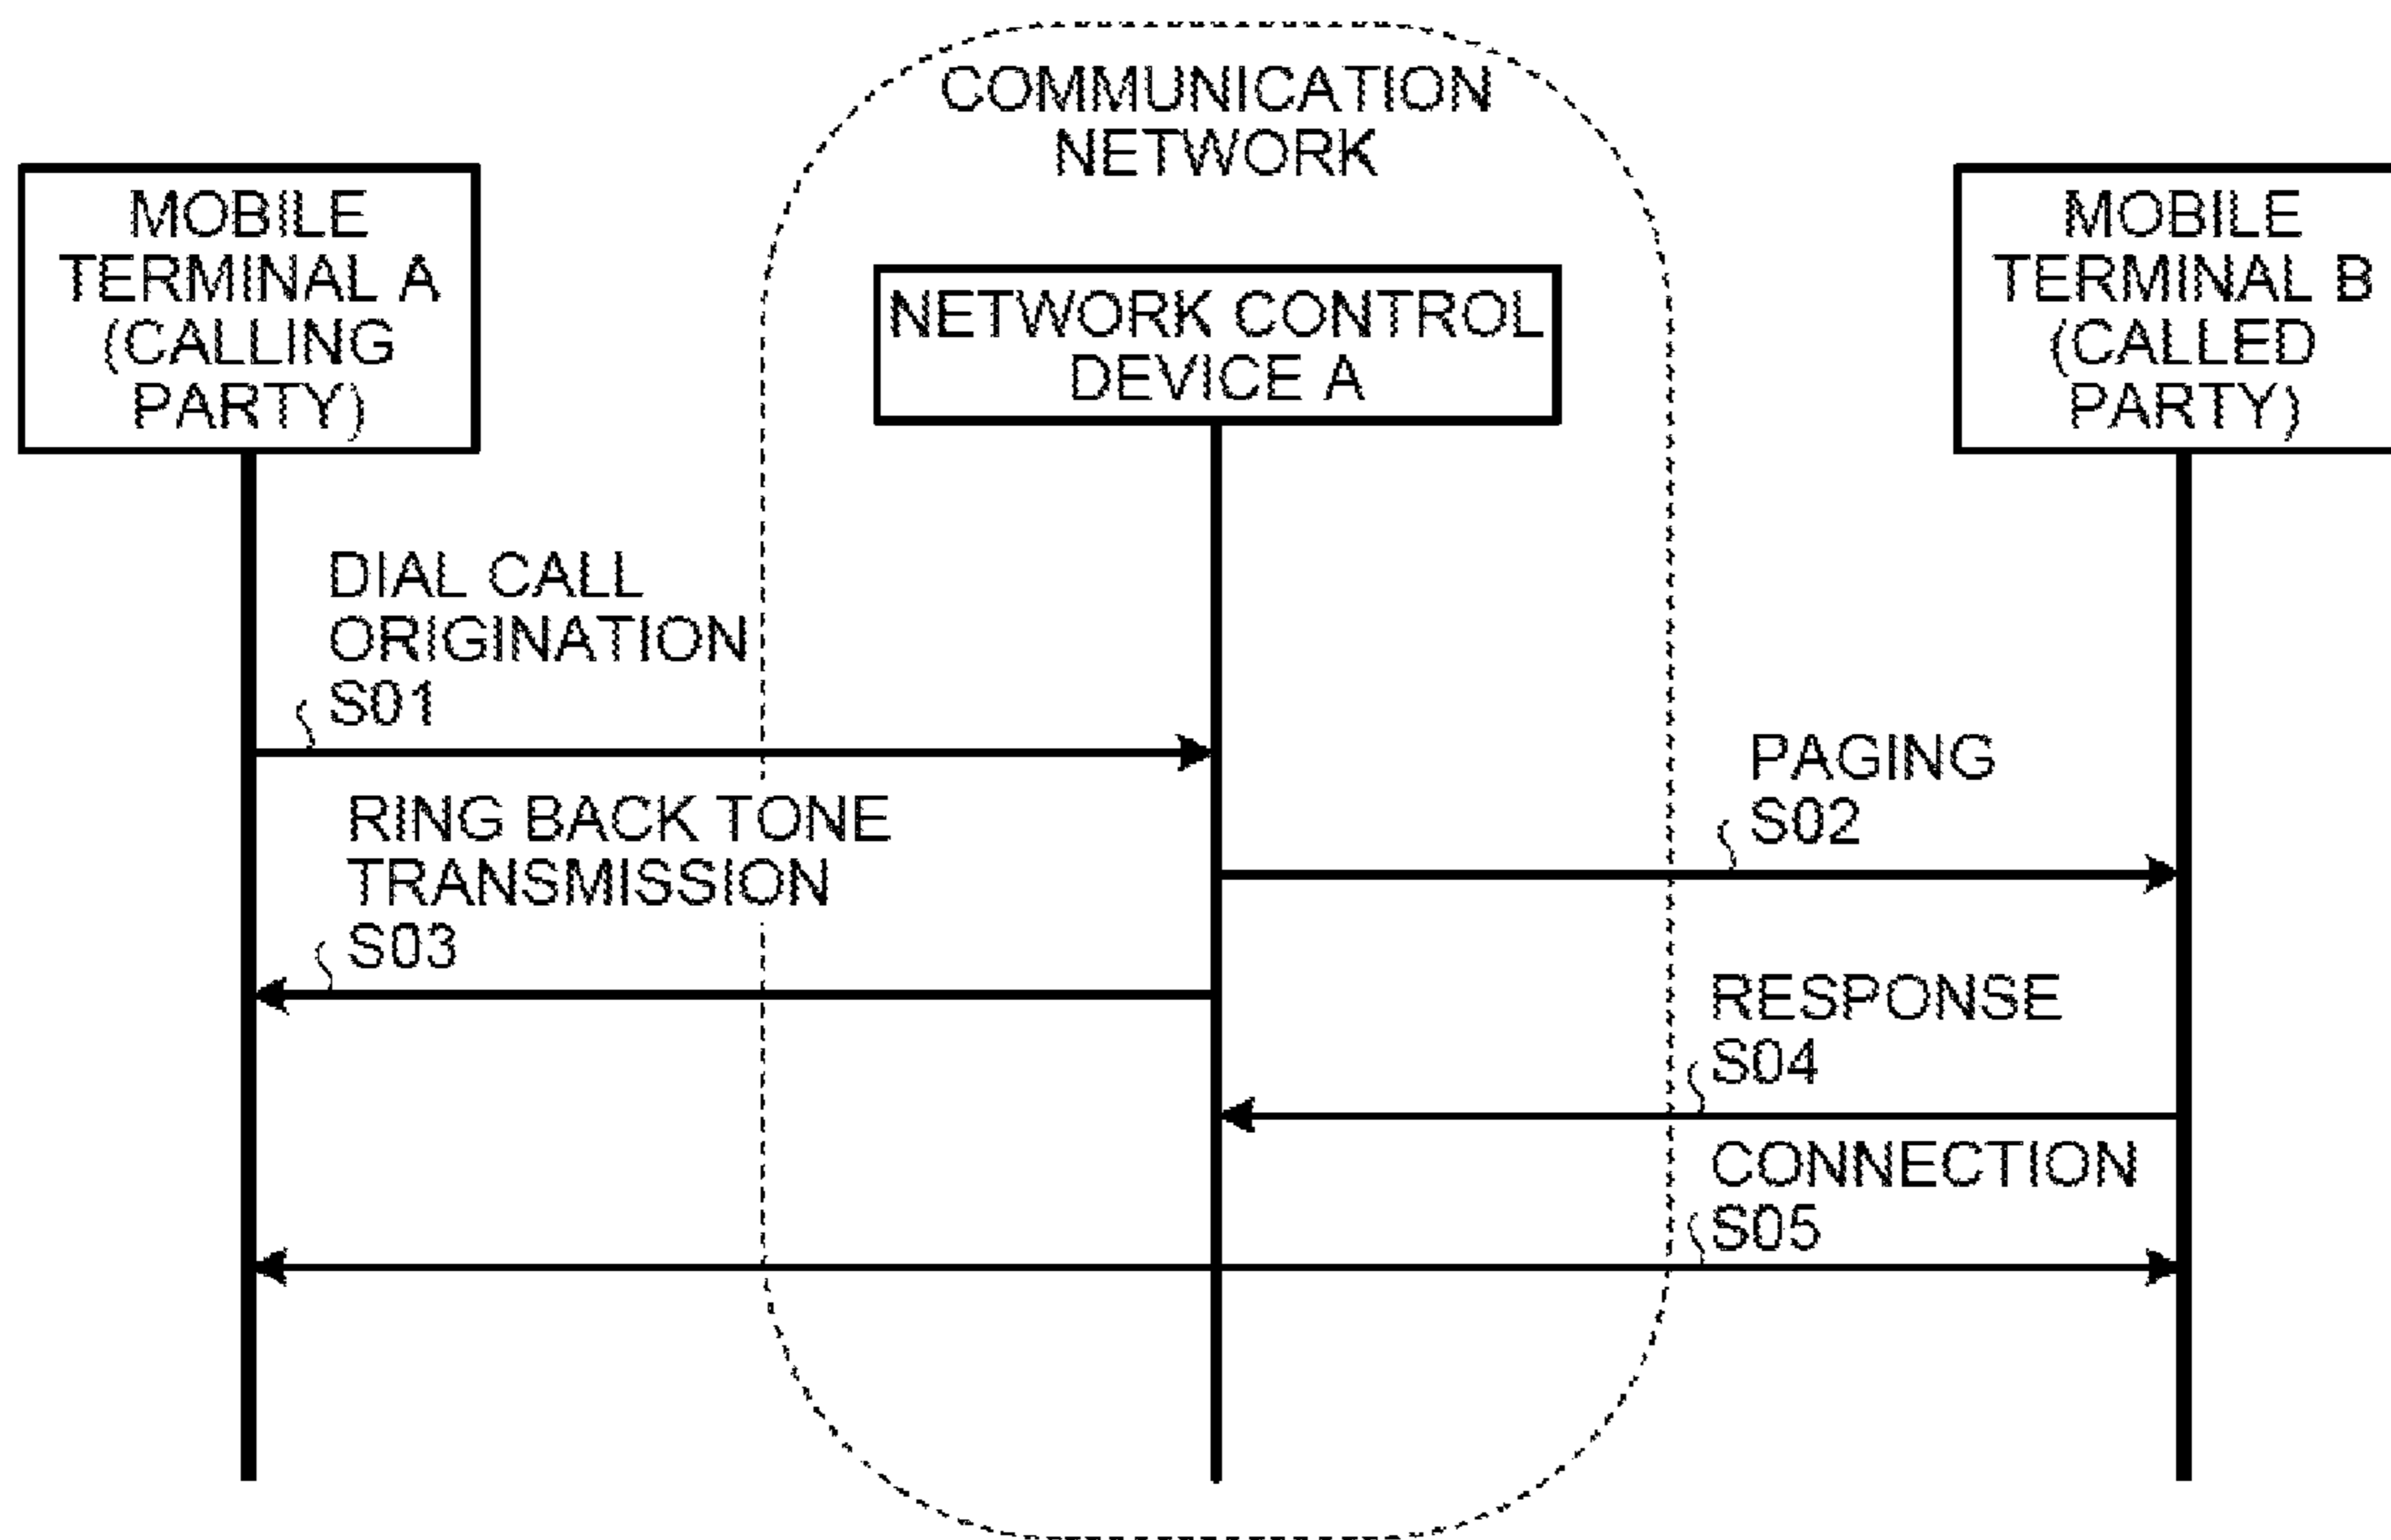 COMMUNICATION
NETWORK
MOBILE
TERMINAL A
(CALLING
PARTY)
NETWORK CONTROL
DEVICE A
MOBILE
TERMINAL B
(CALLED
PARTY)
DIAL CALL
ORIGINATION
S01
PAGING
S02
RING BACK TONE
TRANSMISSION
S03
RESPONSE
S04
CONNECTION
S05